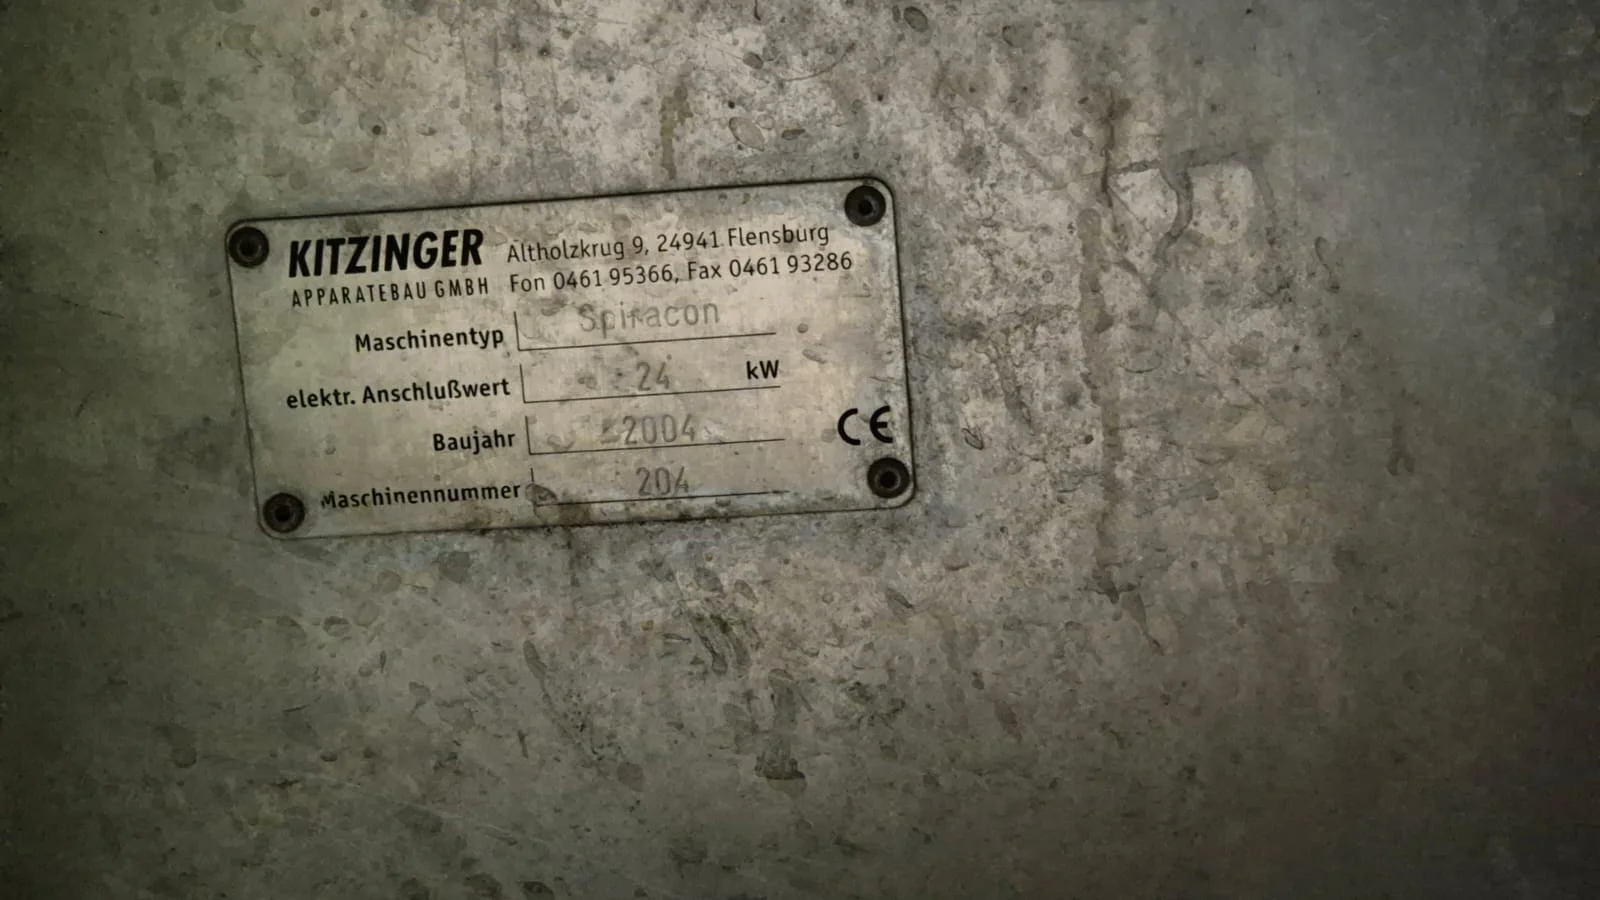 KITZINGER Altholzkrug 9, 24941 Flensburg
APPARATEBAU GMBH Fon 0461 95366, Fax 0461 93286
Maschinentyp Spiracon
elektr. Anschlußwert 24 kW
Baujahr 2004
CE
Maschinennummer 204